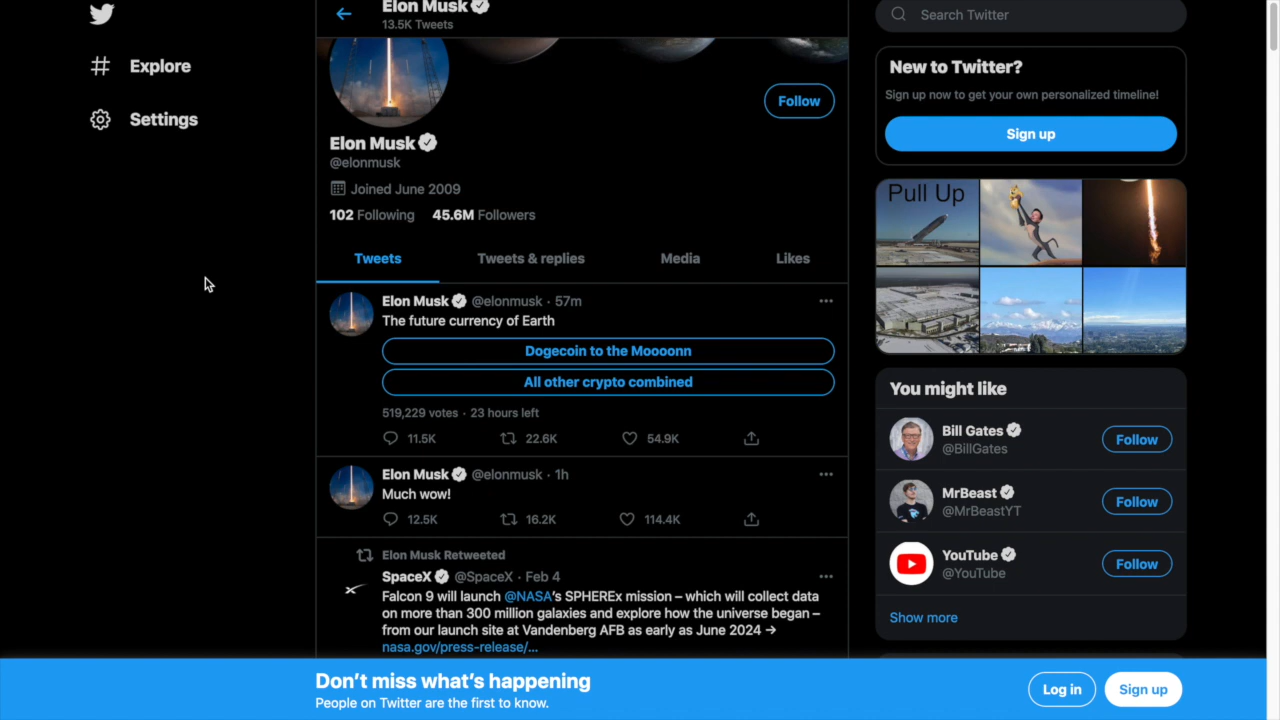 Elon Musk
13.5K Tweets
Explore
Settings
Follow
Elon Musk
@elonmusk
Joined June 2009
102 Following 45.6M Followers
Tweets Tweets & replies Media Likes
Elon Musk @elonmusk · 57m
The future currency of Earth
Dogecoin to the Moooonn
All other crypto combined
519,229 votes · 23 hours left
11.5K 22.6K 54.9K
Elon Musk @elonmusk · 1h
Much wow!
12.5K 16.2K 114.4K
Elon Musk Retweeted
SpaceX @SpaceX · Feb 4
Falcon 9 will launch @NASA's SPHEREx mission – which will collect data
on more than 300 million galaxies and explore how the universe began –
from our launch site at Vandenberg AFB as early as June 2024 →
nasa.gov/press-release/...
Search Twitter
New to Twitter?
Sign up now to get your own personalized timeline!
Sign up
Pull Up
You might like
Bill Gates
@BillGates
Follow
MrBeast
@MrBeastYT
Follow
YouTube
@YouTube
Follow
Show more
Don't miss what's happening
People on Twitter are the first to know.
Log in
Sign up